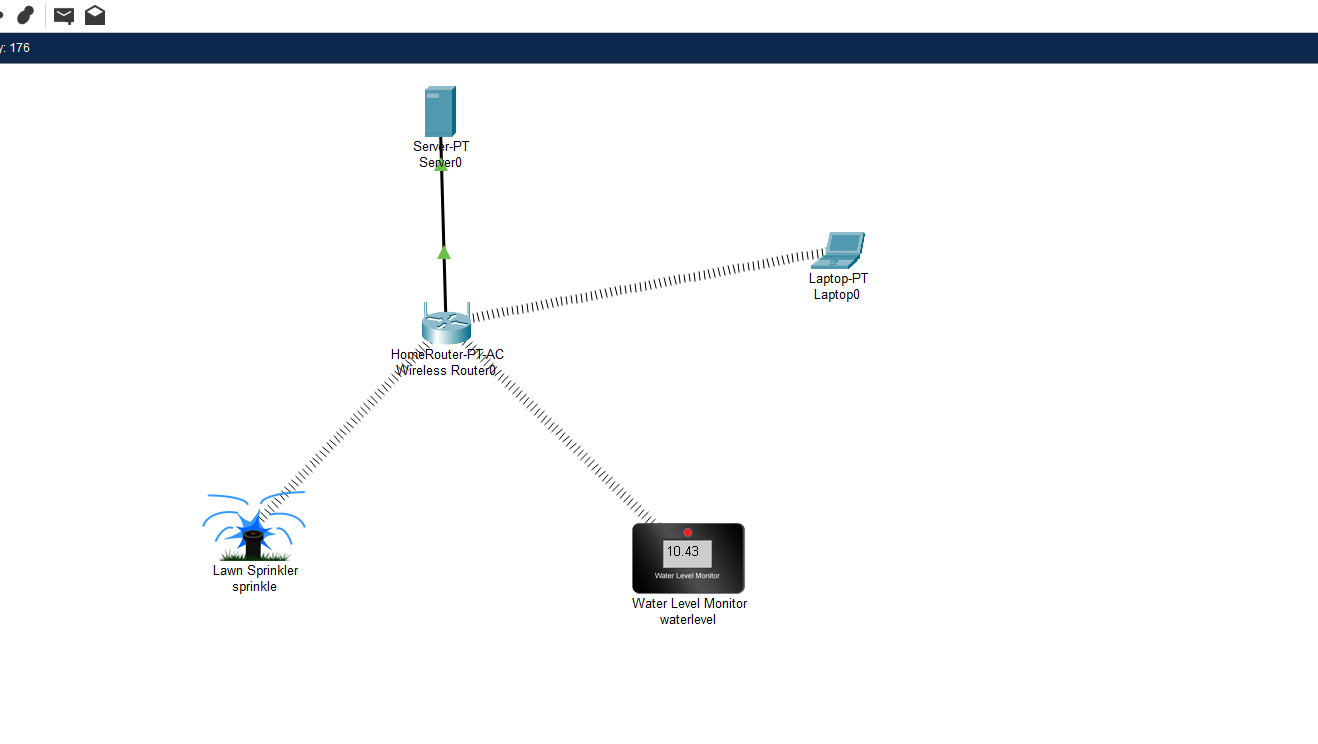 y: 176
Server-PT
Server0
Laptop-PT
Laptop0
HomeRouter-PT-AC
Wireless Router0
10.43
Water Level Monitor
Lawn Sprinkler
sprinkle
Water Level Monitor
waterlevel